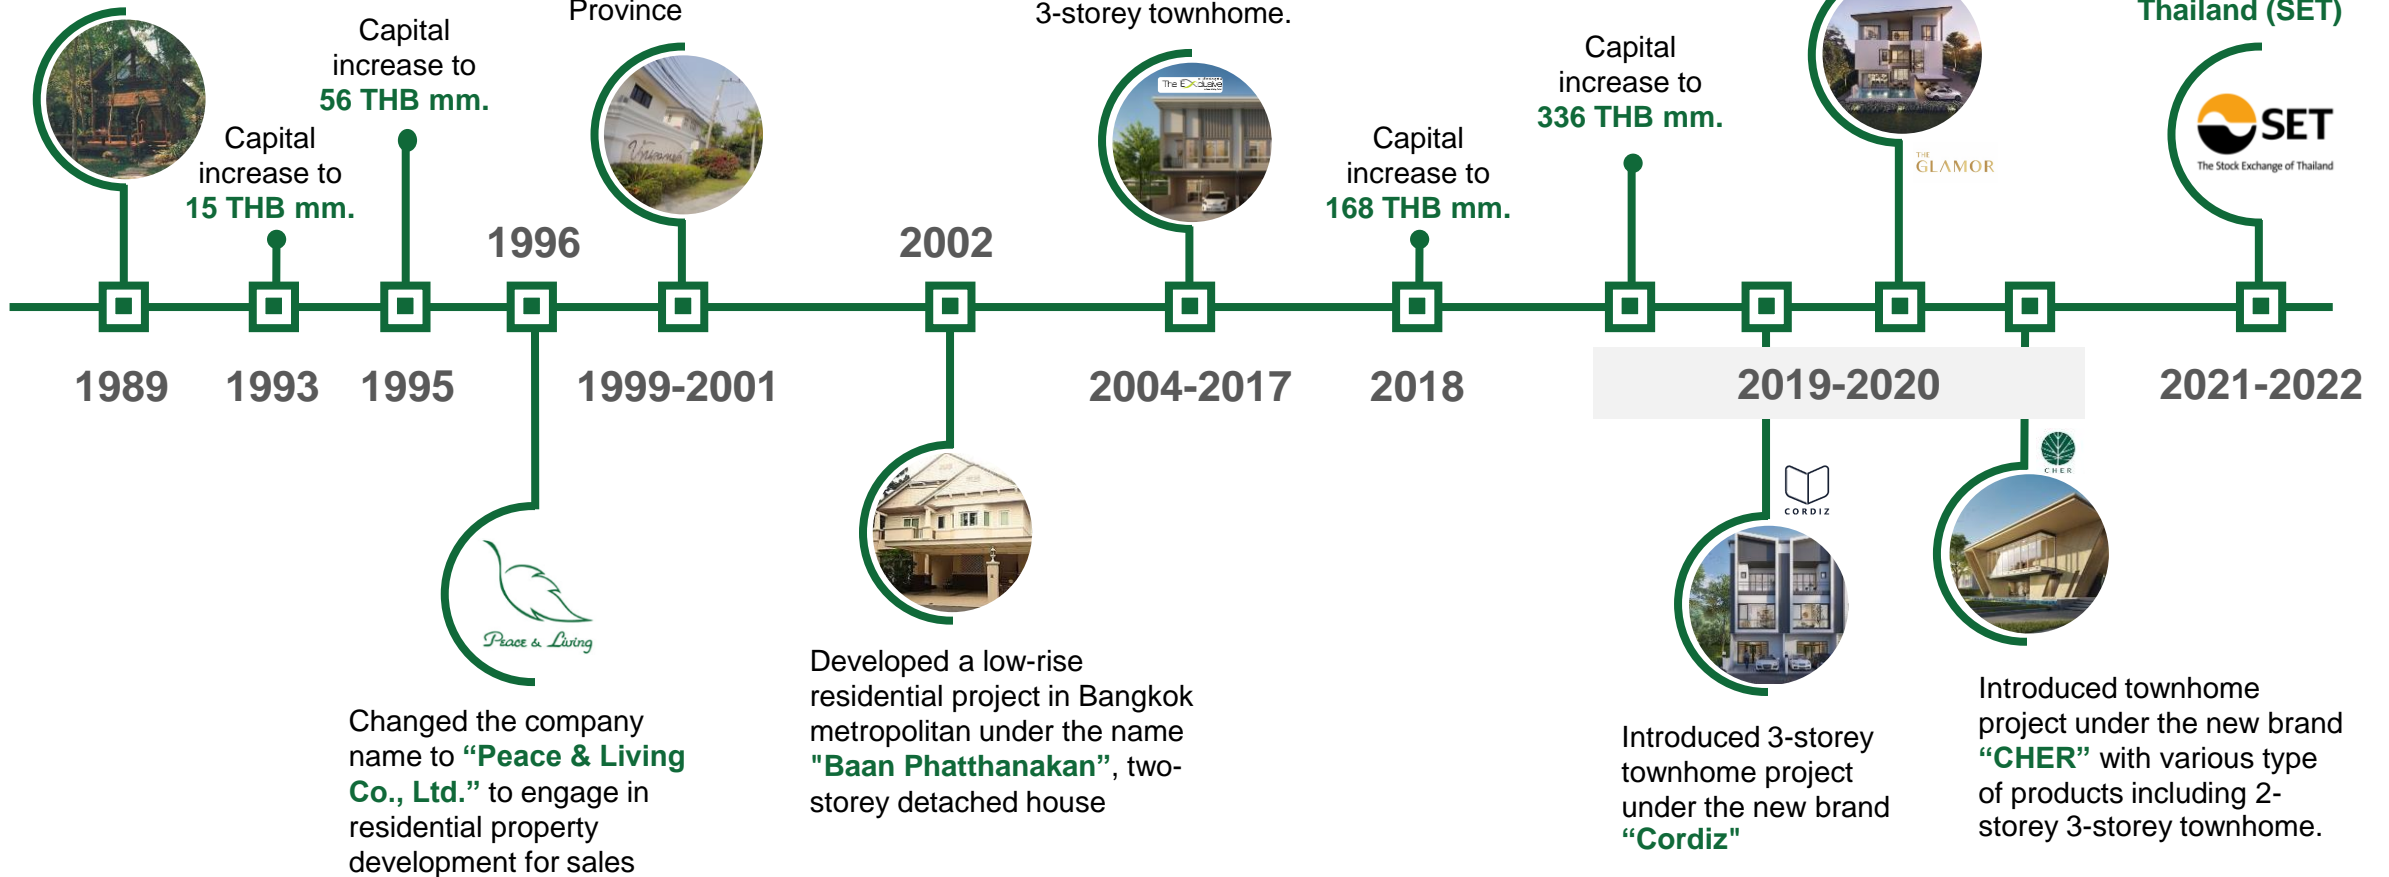 Province
3-storey townhome.
Thailand (SET)
Capital
increase to
56 THB mm.
Capital
increase to
15 THB mm.
The Exclusive
Capital
increase to
168 THB mm.
Capital
increase to
336 THB mm.
THE
GLAMOR
SET
The Stock Exchange of Thailand
1996
2002
1989
1993
1995
1999-2001
2004-2017
2018
2019-2020
2021-2022
Peace & Living
Changed the company
name to “Peace & Living
Co., Ltd.” to engage in
residential property
development for sales
Developed a low-rise
residential project in Bangkok
metropolitan under the name
"Baan Phatthanakan”, two-
storey detached house
CORDIZ
Introduced 3-storey
townhome project
under the new brand
“Cordiz"
CHER
Introduced townhome
project under the new brand
“CHER” with various type
of products including 2-
storey 3-storey townhome.